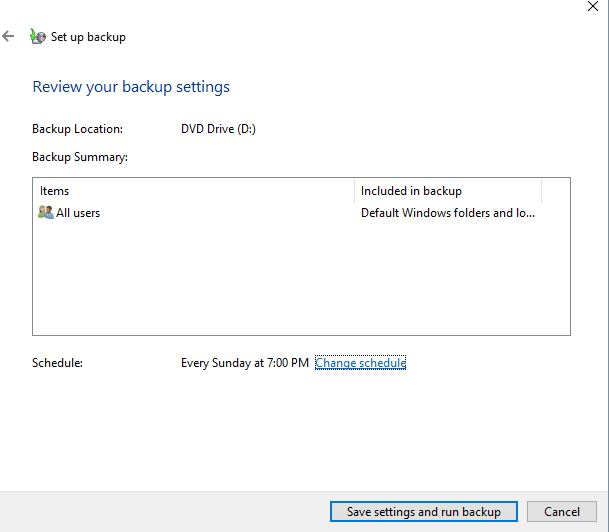 Set up backup
Review your backup settings
Backup Location: DVD Drive (D:)
Backup Summary:
Items Included in backup
All users Default Windows folders and lo...
Schedule: Every Sunday at 7:00 PM Change schedule
Save settings and run backup Cancel